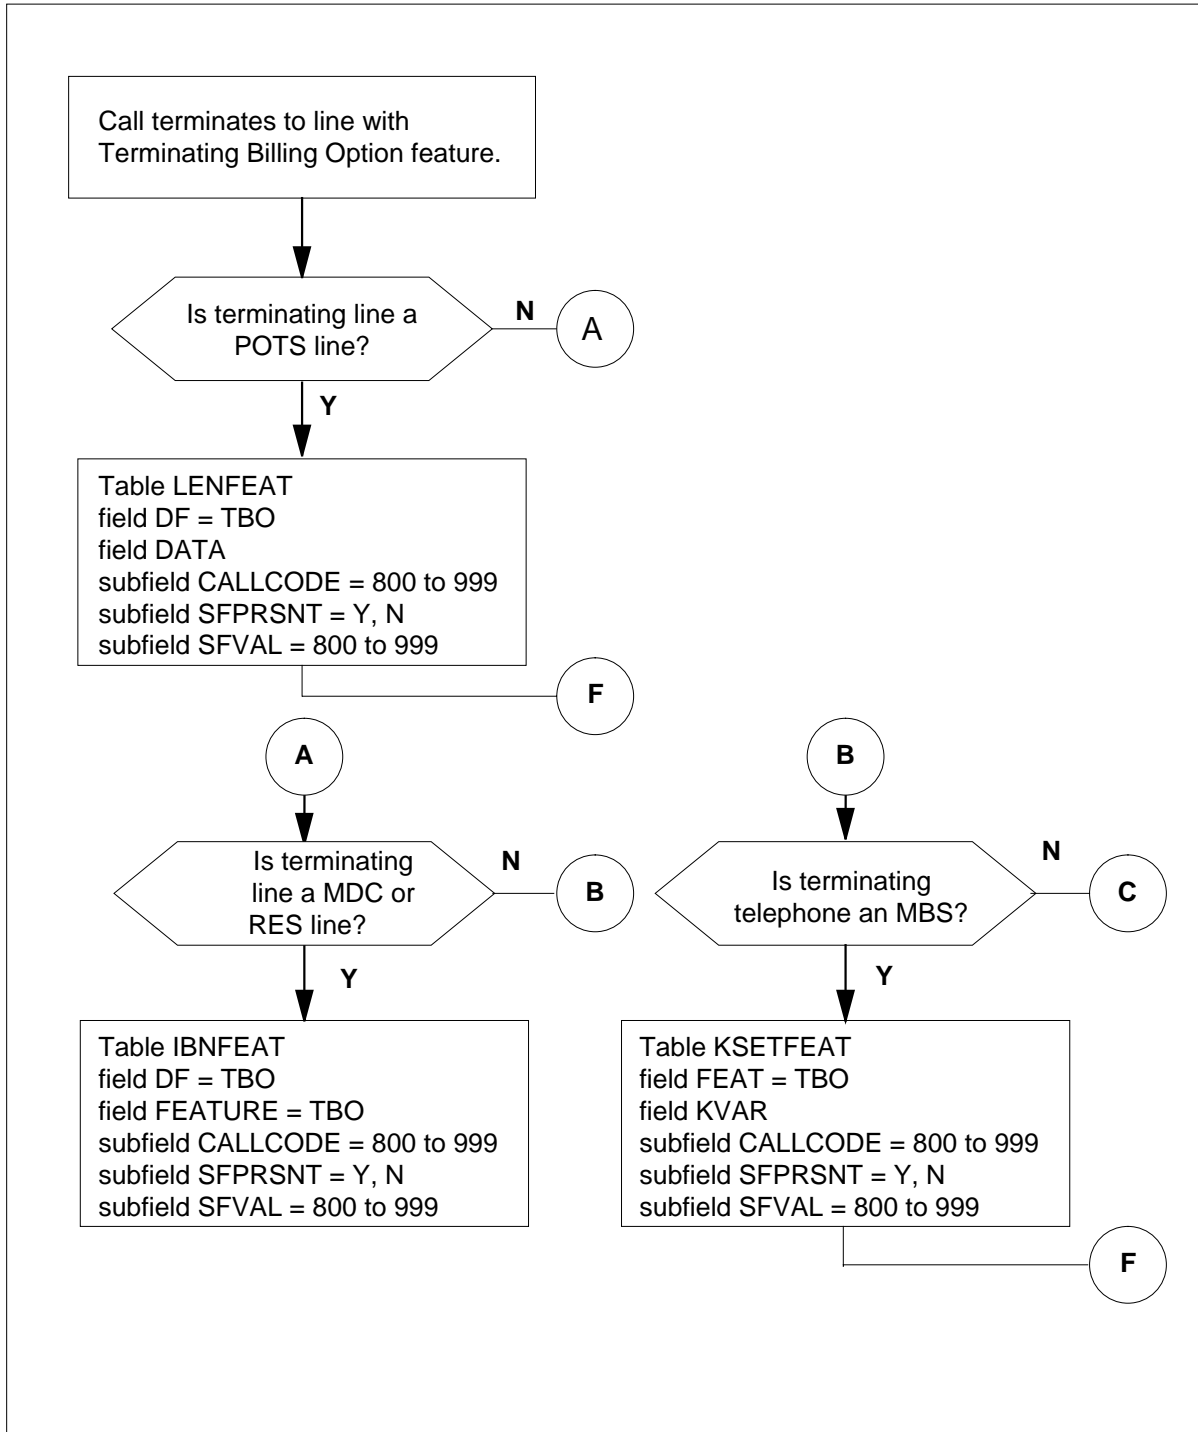 Call terminates to line with
Terminating Billing Option feature.
Is terminating line a
POTS line?
N
A
Y
Table LENFEAT
field DF = TBO
field DATA
subfield CALLCODE = 800 to 999
subfield SFPRSNT = Y, N
subfield SFVAL = 800 to 999
F
A
Is terminating
line a MDC or
RES line?
N
B
Y
Table IBNFEAT
field DF = TBO
field FEATURE = TBO
subfield CALLCODE = 800 to 999
subfield SFPRSNT = Y, N
subfield SFVAL = 800 to 999
B
Is terminating
telephone an MBS?
N
C
Y
Table KSETFEAT
field FEAT = TBO
field KVAR
subfield CALLCODE = 800 to 999
subfield SFPRSNT = Y, N
subfield SFVAL = 800 to 999
F